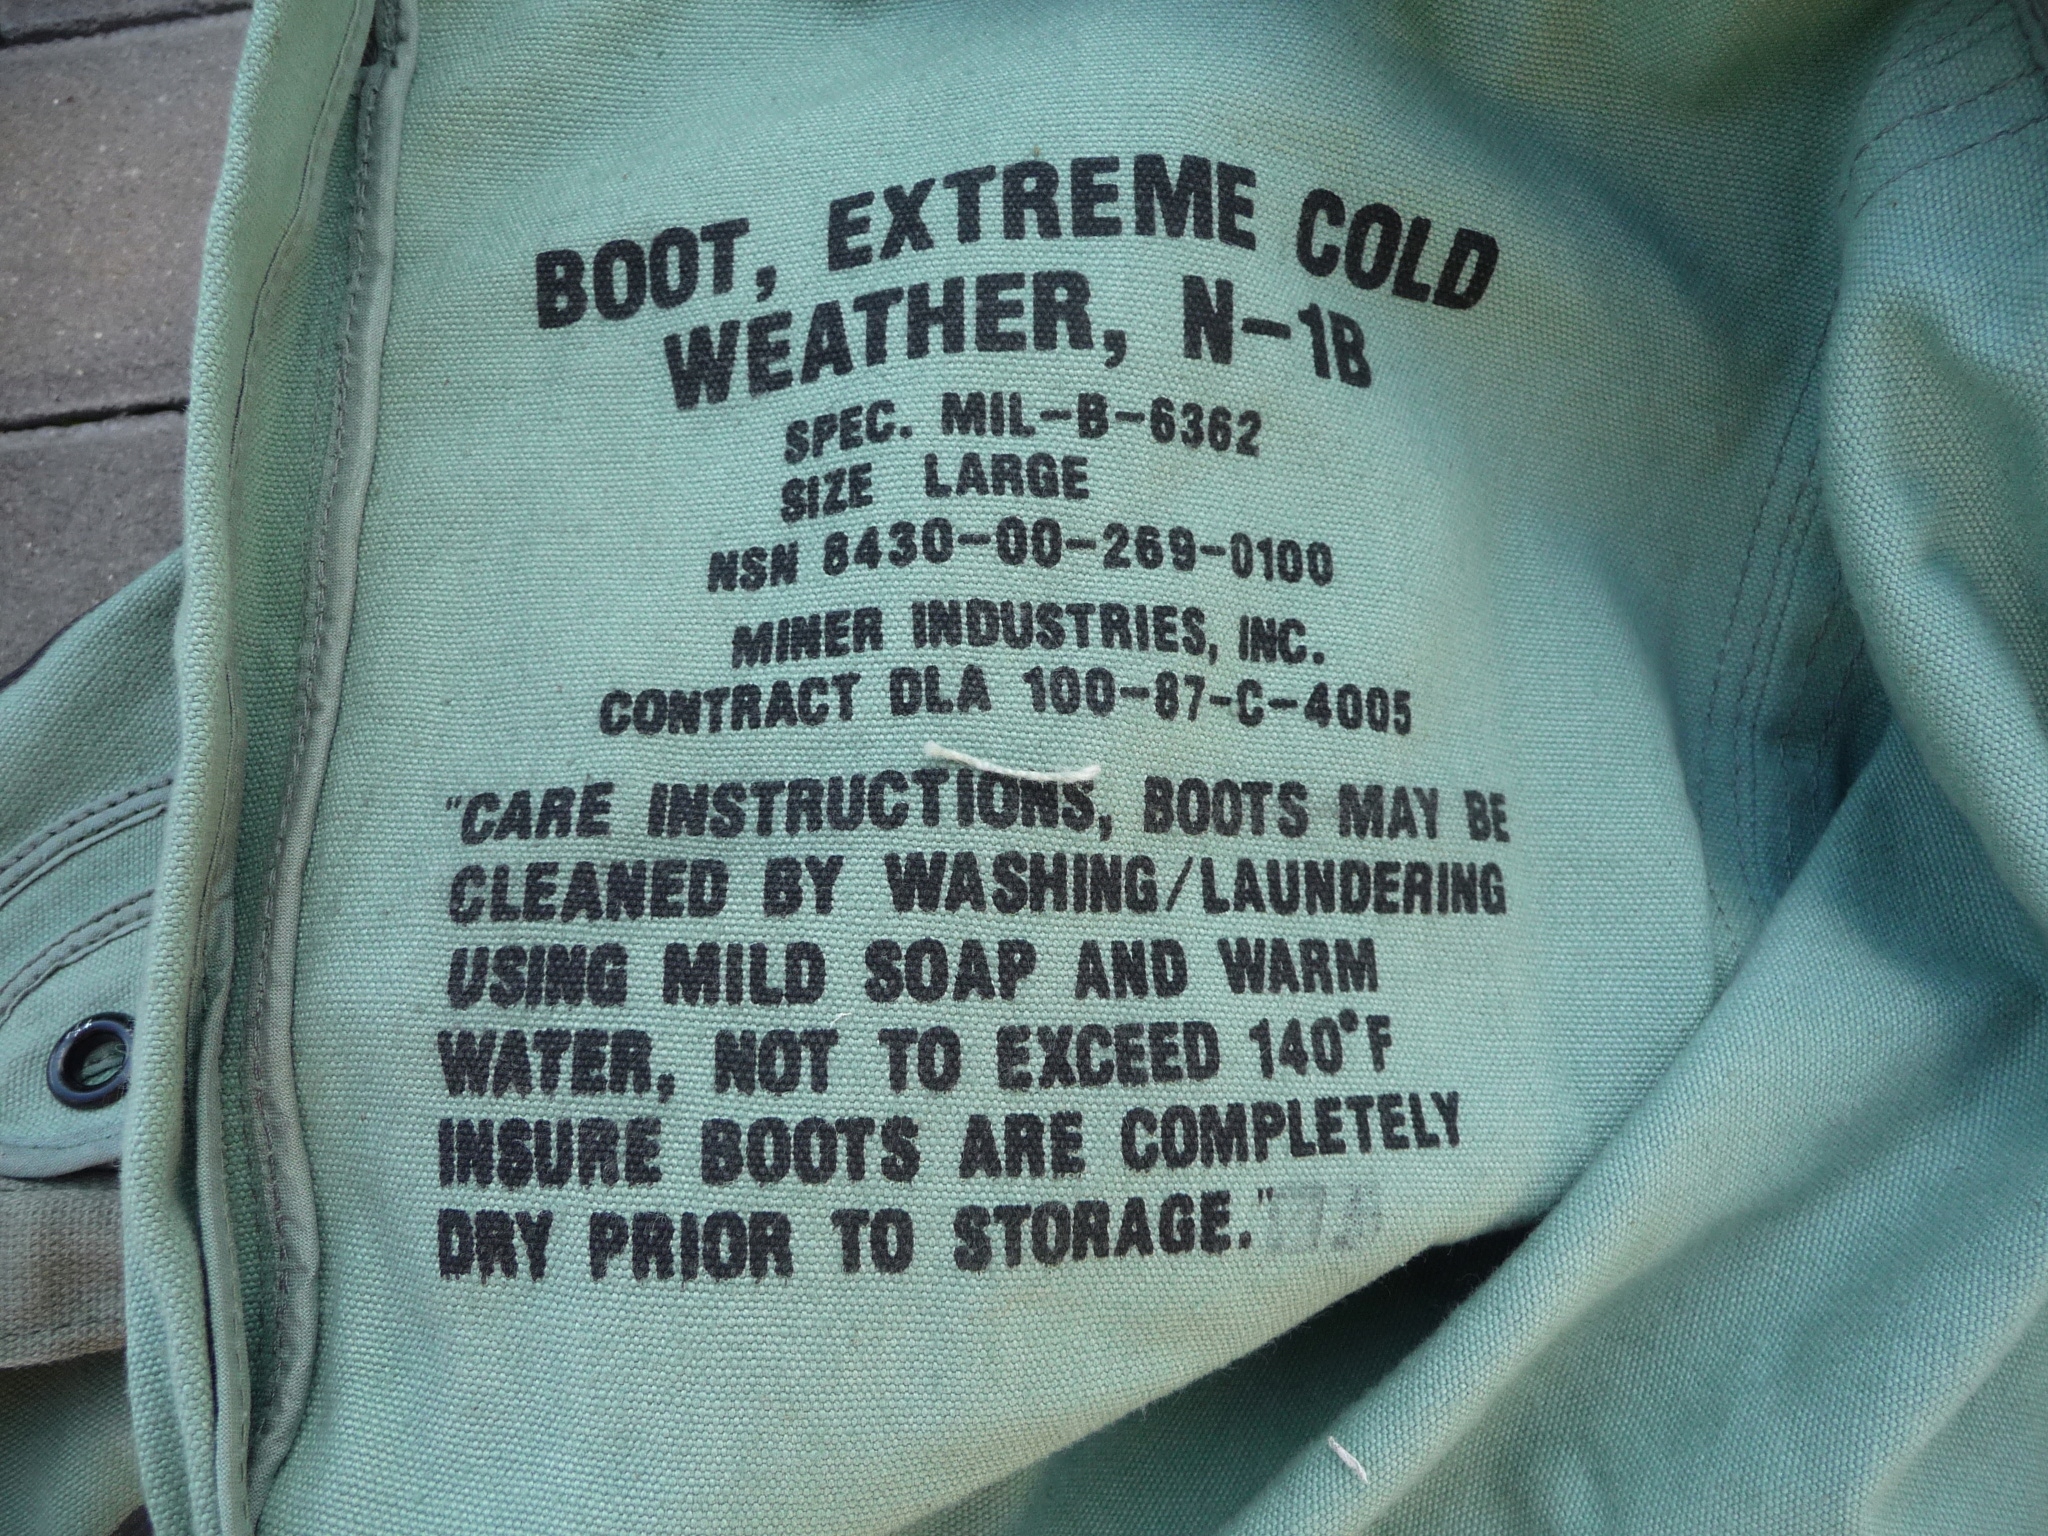 BOOT, EXTREME COLD
WEATHER, N-1B
SPEC. MIL-B-6362
SIZE LARGE
NSN 8430-00-269-0100
MINER INDUSTRIES, INC.
CONTRACT DLA 100-87-C-4005
"CARE INSTRUCTIONS, BOOTS MAY BE
CLEANED BY WASHING/LAUNDERING
USING MILD SOAP AND WARM
WATER, NOT TO EXCEED 140°F
INSURE BOOTS ARE COMPLETELY
DRY PRIOR TO STORAGE."